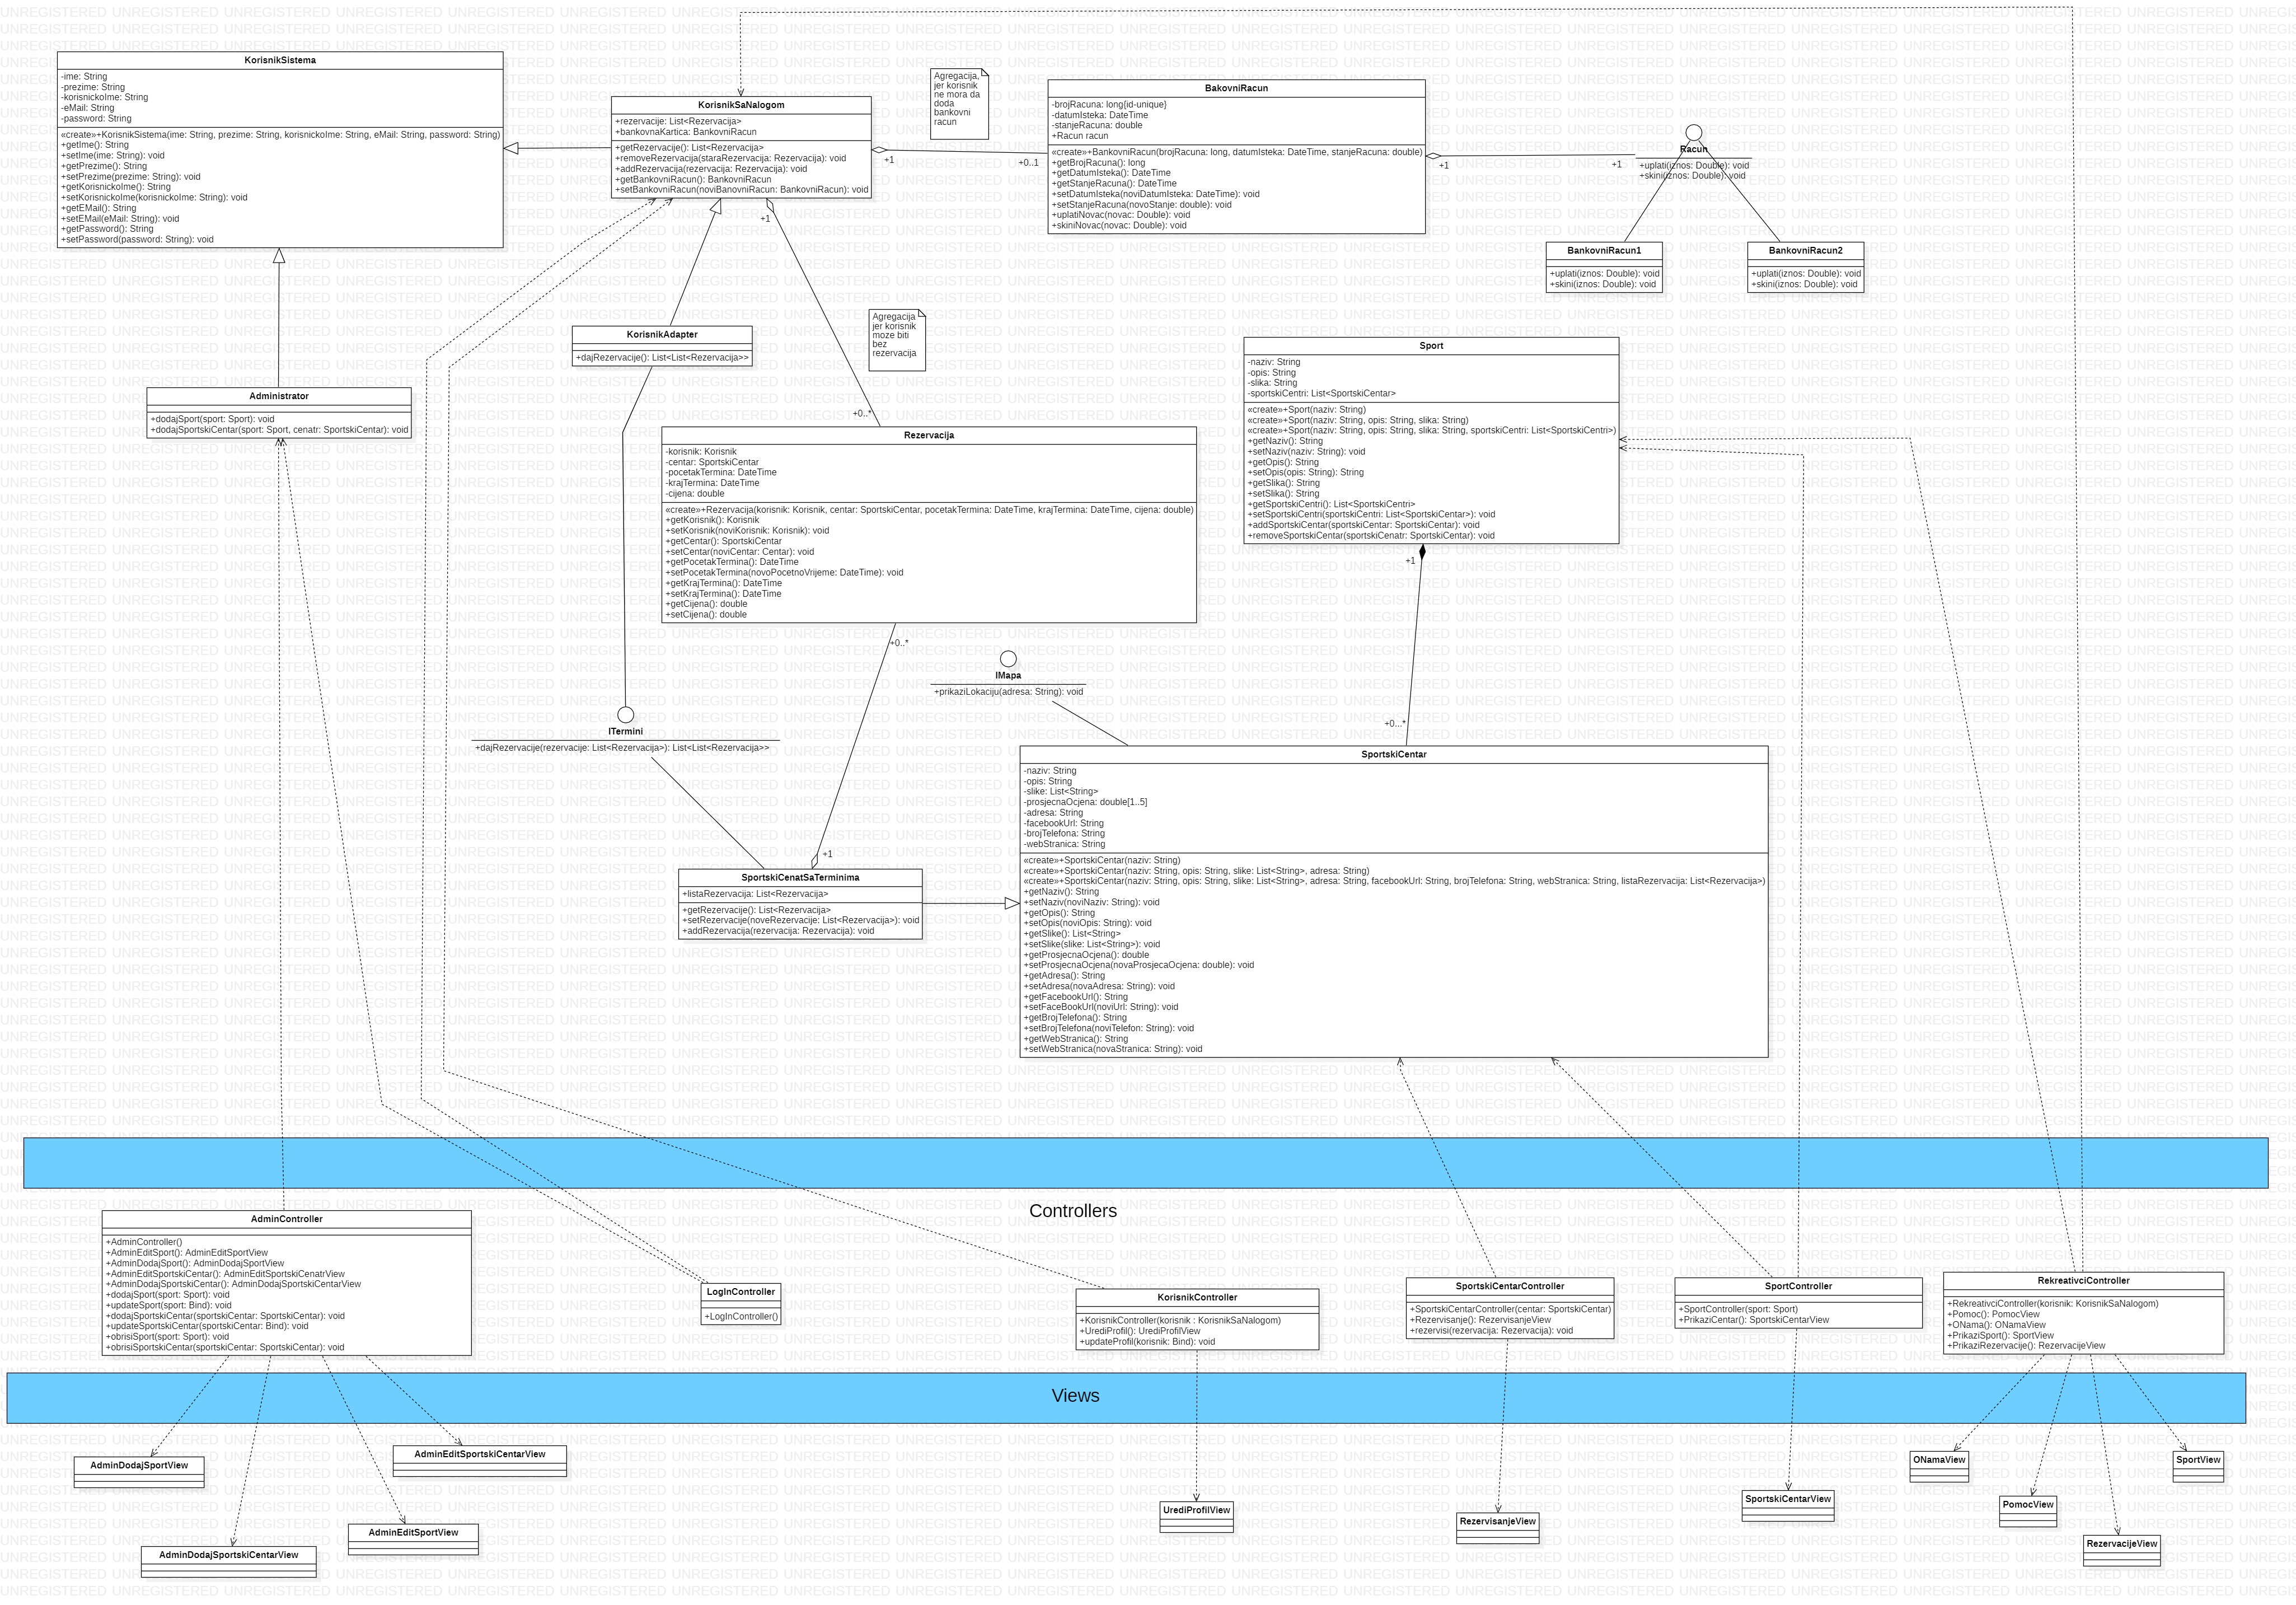 KorisnikSistema
-ime: String
-prezime: String
-korisnickoIme: String
-eMail: String
-password: String
«create»+KorisnikSistema(ime: String, prezime: String, korisnickoIme: String, eMail: String, password: String)
+getIme(): String
+setIme(ime: String): void
+getPrezime(): String
+setPrezime(prezime: String): void
+getKorisnickoIme(): String
+setKorisnickoIme(korisnickoIme: String): void
+getEMail(): String
+setEMail(eMail: String): void
+getPassword(): String
+setPassword(password: String): void
KorisnikSaNalogom
+rezervacije: List<Rezervacija>
+bankovnaKartica: BankovniRacun
+getRezervacije(): List<Rezervacija>
+removeRezervacija(staraRezervacija: Rezervacija): void
+addRezervacija(rezervacija: Rezervacija): void
+getBankovniRacun(): BankovniRacun
+setBankovniRacun(noviBanovniRacun: BankovniRacun): void
+1
+0..1
Agregacija,
jer korisnik
ne mora da
doda
bankovni
racun
BakovniRacun
-brojRacuna: long{id-unique}
-datumIsteka: DateTime
-stanjeRacuna: double
+Racun racun
«create»+BankovniRacun(brojRacuna: long, datumIsteka: DateTime, stanjeRacuna: double)
+getBrojRacuna(): long
+getDatumIsteka(): DateTime
+getStanjeRacuna(): DateTime
+setDatumIsteka(noviDatumIsteka: DateTime): void
+setStanjeRacuna(novoStanje: double): void
+uplatiNovac(novac: Double): void
+skiniNovac(novac: Double): void
+1
+1
Racun
+uplati(iznos: Double): void
+skini(iznos: Double): void
BankovniRacun1
+uplati(iznos: Double): void
+skini(iznos: Double): void
BankovniRacun2
+uplati(iznos: Double): void
+skini(iznos: Double): void
+1
KorisnikAdapter
+dajRezervacije(): List<List<Rezervacija>>
Agregacija
jer korisnik
moze biti
bez
rezervacija
+0..*
Administrator
+dodajSport(sport: Sport): void
+dodajSportskiCentar(sport: Sport, cenatr: SportskiCentar): void
Rezervacija
-korisnik: Korisnik
-centar: SportskiCentar
-pocetakTermina: DateTime
-krajTermina: DateTime
-cijena: double
«create»+Rezervacija(korisnik: Korisnik, centar: SportskiCentar, pocetakTermina: DateTime, krajTermina: DateTime, cijena: double)
+getKorisnik(): Korisnik
+setKorisnik(noviKorisnik: Korisnik): void
+getCentar(): SportskiCentar
+setCentar(noviCentar: Centar): void
+getPocetakTermina(): DateTime
+setPocetakTermina(novoPocetnoVrijeme: DateTime): void
+getKrajTermina(): DateTime
+setKrajTermina(): DateTime
+getCijena(): double
+setCijena(): double
+0..*
Sport
-naziv: String
-opis: String
-slika: String
-sportskiCentri: List<SportskiCentar>
«create»+Sport(naziv: String)
«create»+Sport(naziv: String, opis: String, slika: String)
«create»+Sport(naziv: String, opis: String, slika: String, sportskiCentri: List<SportskiCentri>)
+getNaziv(): String
+setNaziv(naziv: String): void
+getOpis(): String
+setOpis(opis: String): String
+getSlika(): String
+setSlika(): String
+getSportskiCentri(): List<SportskiCentri>
+setSportskiCentri(sportskiCentri: List<SportskiCentar>): void
+addSportskiCentar(sportskiCentar: SportskiCentar): void
+removeSportskiCentar(sportskiCenatr: SportskiCentar): void
+1
+0...*
IMapa
+prikaziLokaciju(adresa: String): void
ITermini
+dajRezervacije(rezervacije: List<Rezervacija>): List<List<Rezervacija>>
+1
SportskiCenatSaTerminima
+listaRezervacija: List<Rezervacija>
+getRezervacije(): List<Rezervacija>
+setRezervacije(noveRezervacije: List<Rezervacija>): void
+addRezervacija(rezervacija: Rezervacija): void
SportskiCentar
-naziv: String
-opis: String
-slike: List<String>
-prosjecnaOcjena: double[1..5]
-adresa: String
-facebookUrl: String
-brojTelefona: String
-webStranica: String
«create»+SportskiCentar(naziv: String)
«create»+SportskiCentar(naziv: String, opis: String, slike: List<String>, adresa: String)
«create»+SportskiCentar(naziv: String, opis: String, slike: List<String>, adresa: String, facebookUrl: String, brojTelefona: String, webStranica: String, listaRezervacija: List<Rezervacija>)
+getNaziv(): String
+setNaziv(noviNaziv: String): void
+getOpis(): String
+setOpis(noviOpis: String): void
+getSlike(): List<String>
+setSlike(slike: List<String>): void
+getProsjecnaOcjena(): double
+setProsjecnaOcjena(novaProsjecaOcjena: double): void
+getAdresa(): String
+setAdresa(novaAdresa: String): void
+getFacebookUrl(): String
+setFaceBookUrl(noviUrl: String): void
+getBrojTelefona(): String
+setBrojTelefona(noviTelefon: String): void
+getWebStranica(): String
+setWebStranica(novaStranica: String): void
Controllers
AdminController
+AdminController()
+AdminEditSport(): AdminEditSportView
+AdminDodajSport(): AdminDodajSportView
+AdminEditSportskiCentar(): AdminEditSportskiCenatrView
+AdminDodajSportskiCentar(): AdminDodajSportskiCentarView
+dodajSport(sport: Sport): void
+updateSport(sport: Bind): void
+dodajSportskiCentar(sportskiCentar: SportskiCentar): void
+updateSportskiCentar(sportskiCentar: Bind): void
+obrisiSport(sport: Sport): void
+obrisiSportskiCentar(sportskiCentar: SportskiCentar): void
LogInController
+LogInController()
KorisnikController
+KorisnikController(korisnik : KorisnikSaNalogom)
+UrediProfil(): UrediProfilView
+updateProfil(korisnik: Bind): void
SportskiCentarController
+SportskiCentarController(centar: SportskiCentar)
+Rezervisanje(): RezervisanjeView
+rezervisi(rezervacija: Rezervacija): void
SportController
+SportController(sport: Sport)
+PrikaziCentar(): SportskiCentarView
RekreativciController
+RekreativciController(korisnik: KorisnikSaNalogom)
+Pomoc(): PomocView
+ONama(): ONamaView
+PrikaziSport(): SportView
+PrikaziRezervacije(): RezervacijeView
Views
AdminDodajSportView
AdminEditSportskiCentarView
AdminDodajSportskiCentarView
AdminEditSportView
UrediProfilView
RezervisanjeView
SportskiCentarView
ONamaView
PomocView
RezervacijeView
SportView